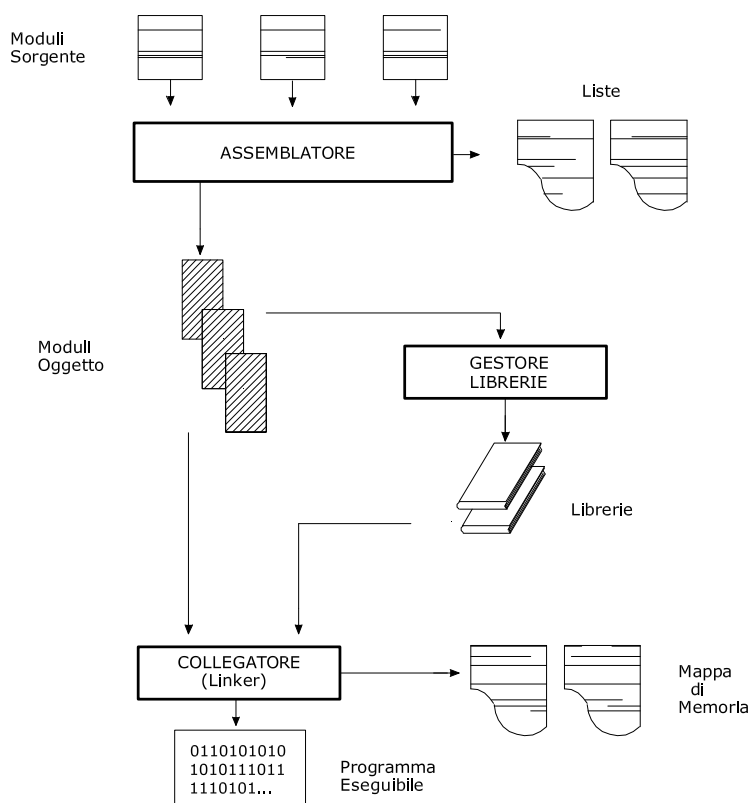 Moduli
Sorgente
Liste
ASSEMBLATORE
Moduli
Oggetto
GESTORE
LIBRERIE
Librerie
COLLEGATORE
(Linker)
Mappa
di
Memoria
0110101010
1010111011
1110101...
Programma
Eseguibile